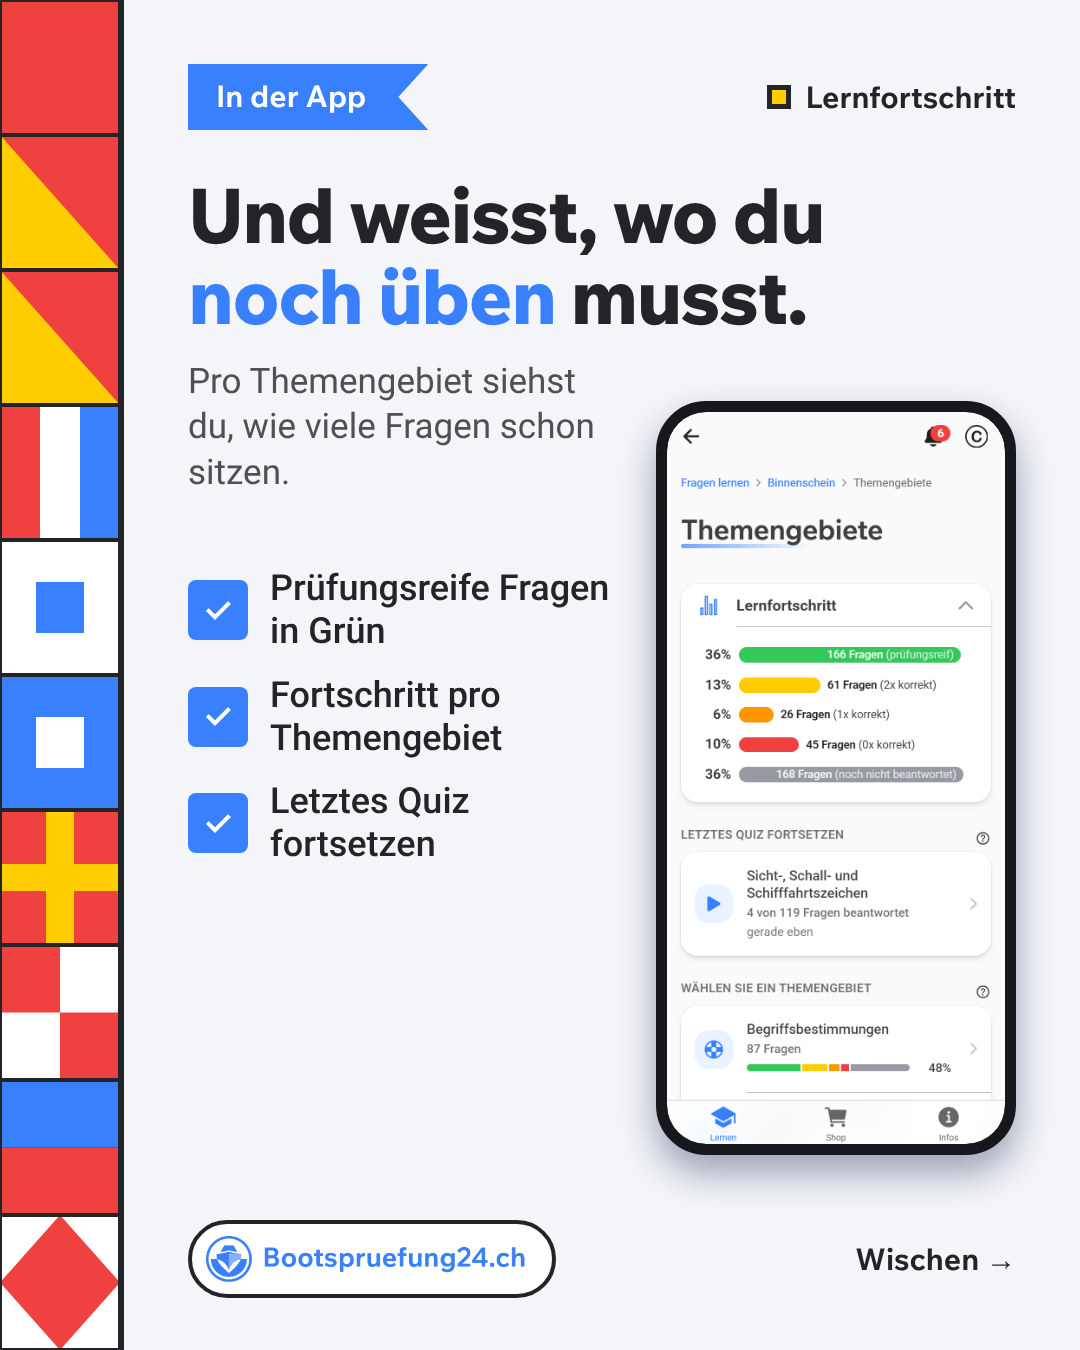 In der App
Lernfortschritt
Und weisst, wo du
noch üben musst.
Pro Themengebiet siehst
du, wie viele Fragen schon
sitzen.
Prüfungsreife Fragen
in Grün
Fortschritt pro
Themengebiet
Letztes Quiz
fortsetzen
6
C
Fragen lernen > Binnenschein > Themengebiete
Themengebiete
Lernfortschritt
36% 166 Fragen (prüfungsreif)
13% 61 Fragen (2x korrekt)
6% 26 Fragen (1x korrekt)
10% 45 Fragen (0x korrekt)
36% 168 Fragen (noch nicht beantwortet)
LETZTES QUIZ FORTSETZEN
Sicht-, Schall- und
Schifffahrtszeichen
4 von 119 Fragen beantwortet
gerade eben
WÄHLEN SIE EIN THEMENGEBIET
Begriffsbestimmungen
87 Fragen
48%
Lernen Shop Infos
Bootspruefung24.ch
Wischen →